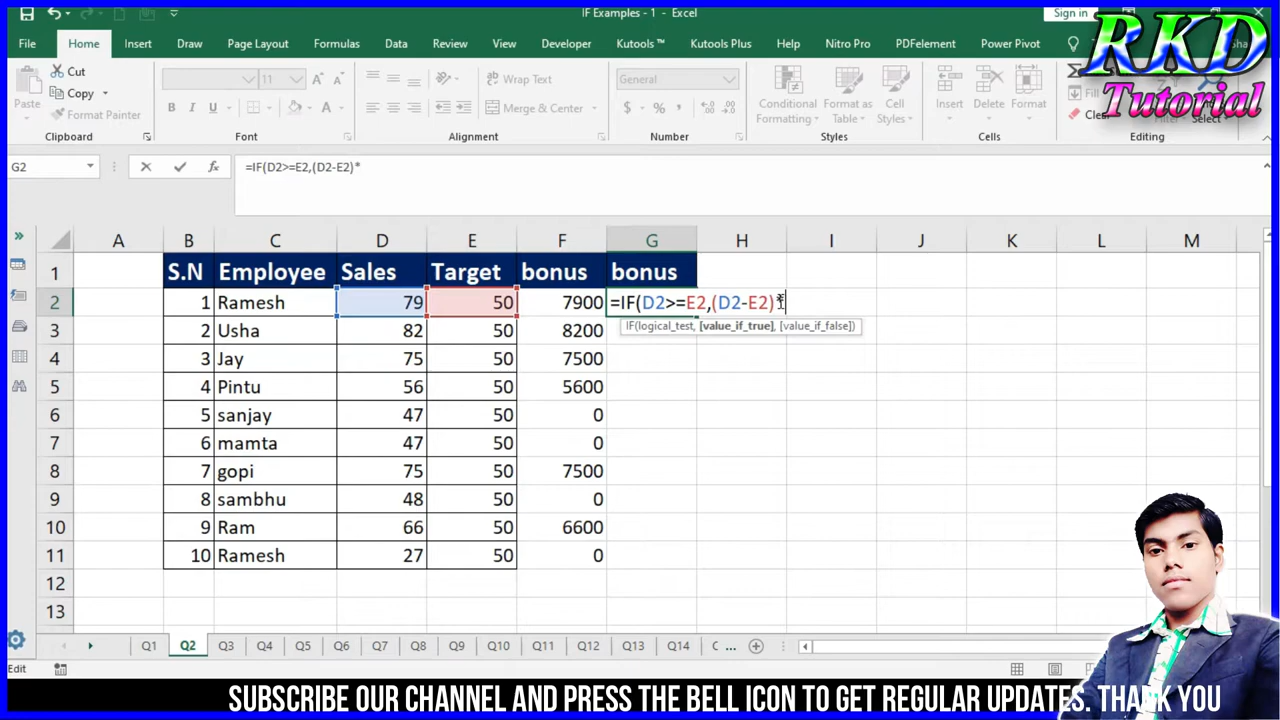 IF Examples - 1 - Excel
Sign in
File Home Insert Draw Page Layout Formulas Data Review View Developer Kutools ™ Kutools Plus Help Nitro Pro PDFelement Power Pivot
RKD
Tutorial
Paste
Cut
Copy
Format Painter
Clipboard
11
B I U
Font
Wrap Text
Merge & Center
Alignment
General
$ % ,
Number
Conditional Formatting
Format as Table
Cell Styles
Styles
Insert Delete Format
Cells
Fill
Clear
Select
Editing
G2 fx =IF(D2>=E2,(D2-E2)*
A B C D E F G H I J K L M
1 S.N Employee Sales Target bonus bonus
2 1 Ramesh 79 50 7900 =IF(D2>=E2,(D2-E2)*
IF(logical_test, [value_if_true], [value_if_false])
3 2 Usha 82 50 8200
4 3 Jay 75 50 7500
5 4 Pintu 56 50 5600
6 5 sanjay 47 50 0
7 6 mamta 47 50 0
8 7 gopi 75 50 7500
9 8 sambhu 48 50 0
10 9 Ram 66 50 6600
11 10 Ramesh 27 50 0
12
13
Q1 Q2 Q3 Q4 Q5 Q6 Q7 Q8 Q9 Q10 Q11 Q12 Q13 Q14 ...
Edit
SUBSCRIBE OUR CHANNEL AND PRESS THE BELL ICON TO GET REGULAR UPDATES. THANK YOU